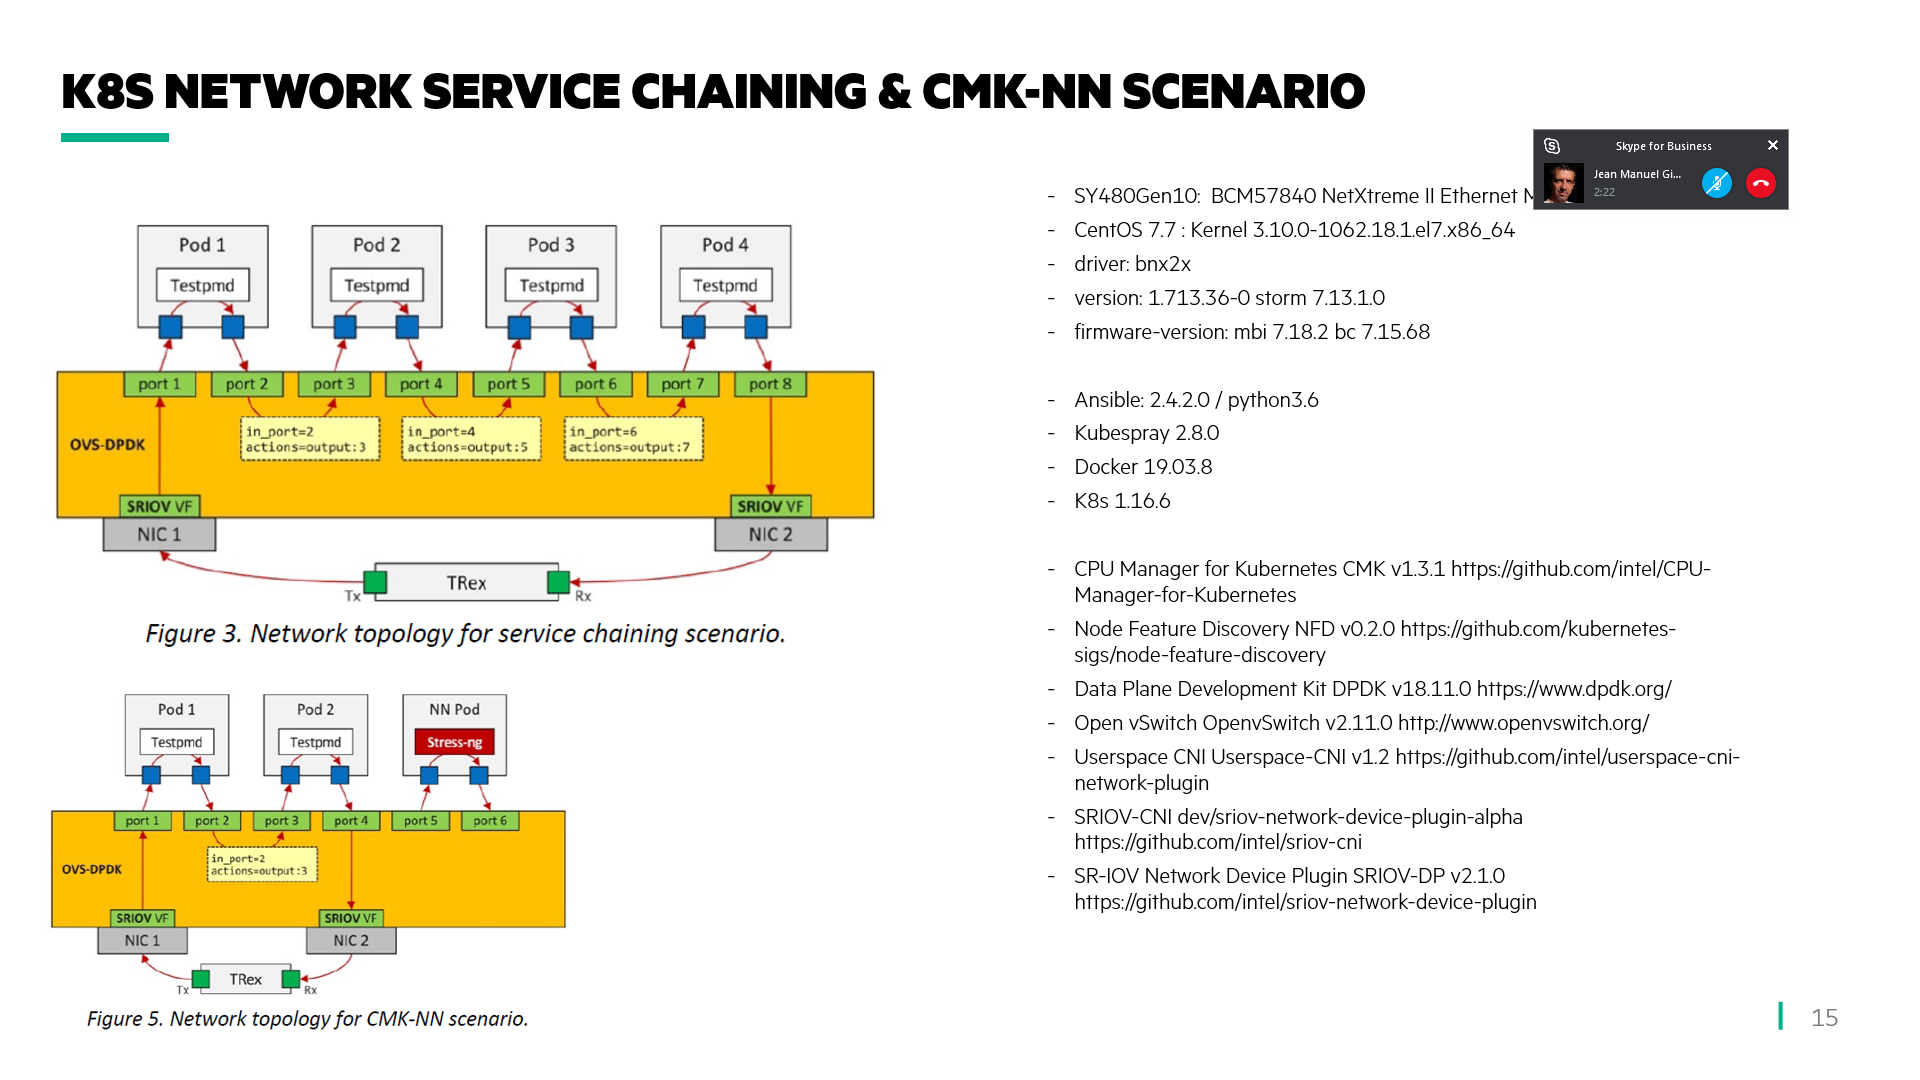 K8S NETWORK SERVICE CHAINING & CMK-NN SCENARIO
Skype for Business
Jean Manuel Gi...
2:22
Pod 1
Pod 2
Pod 3
Pod 4
Testpmd
Testpmd
Testpmd
Testpmd
port 1
port 2
port 3
port 4
port 5
port 6
port 7
port 8
OVS-DPDK
in_port=2
actions=output:3
in_port=4
actions=output:5
in_port=6
actions=output:7
SRIOV VF
SRIOV VF
NIC 1
NIC 2
TRex
Tx
Rx
Figure 3. Network topology for service chaining scenario.
Pod 1
Pod 2
NN Pod
Testpmd
Testpmd
Stress-ng
port 1
port 2
port 3
port 4
port 5
port 6
OVS-DPDK
in_port=2
actions=output:3
SRIOV VF
SRIOV VF
NIC 1
NIC 2
TRex
Tx
Rx
Figure 5. Network topology for CMK-NN scenario.
- SY480Gen10: BCM57840 NetXtreme II Ethernet
- CentOS 7.7 : Kernel 3.10.0-1062.18.1.el7.x86_64
- driver: bnx2x
- version: 1.713.36-0 storm 7.13.1.0
- firmware-version: mbi 7.18.2 bc 7.15.68
- Ansible: 2.4.2.0 / python3.6
- Kubespray 2.8.0
- Docker 19.03.8
- K8s 1.16.6
- CPU Manager for Kubernetes CMK v1.3.1 https://github.com/intel/CPU-
Manager-for-Kubernetes
- Node Feature Discovery NFD v0.2.0 https://github.com/kubernetes-
sigs/node-feature-discovery
- Data Plane Development Kit DPDK v18.11.0 https://www.dpdk.org/
- Open vSwitch OpenvSwitch v2.11.0 http://www.openvswitch.org/
- Userspace CNI Userspace-CNI v1.2 https://github.com/intel/userspace-cni-
network-plugin
- SRIOV-CNI dev/sriov-network-device-plugin-alpha
https://github.com/intel/sriov-cni
- SR-IOV Network Device Plugin SRIOV-DP v2.1.0
https://github.com/intel/sriov-network-device-plugin
15